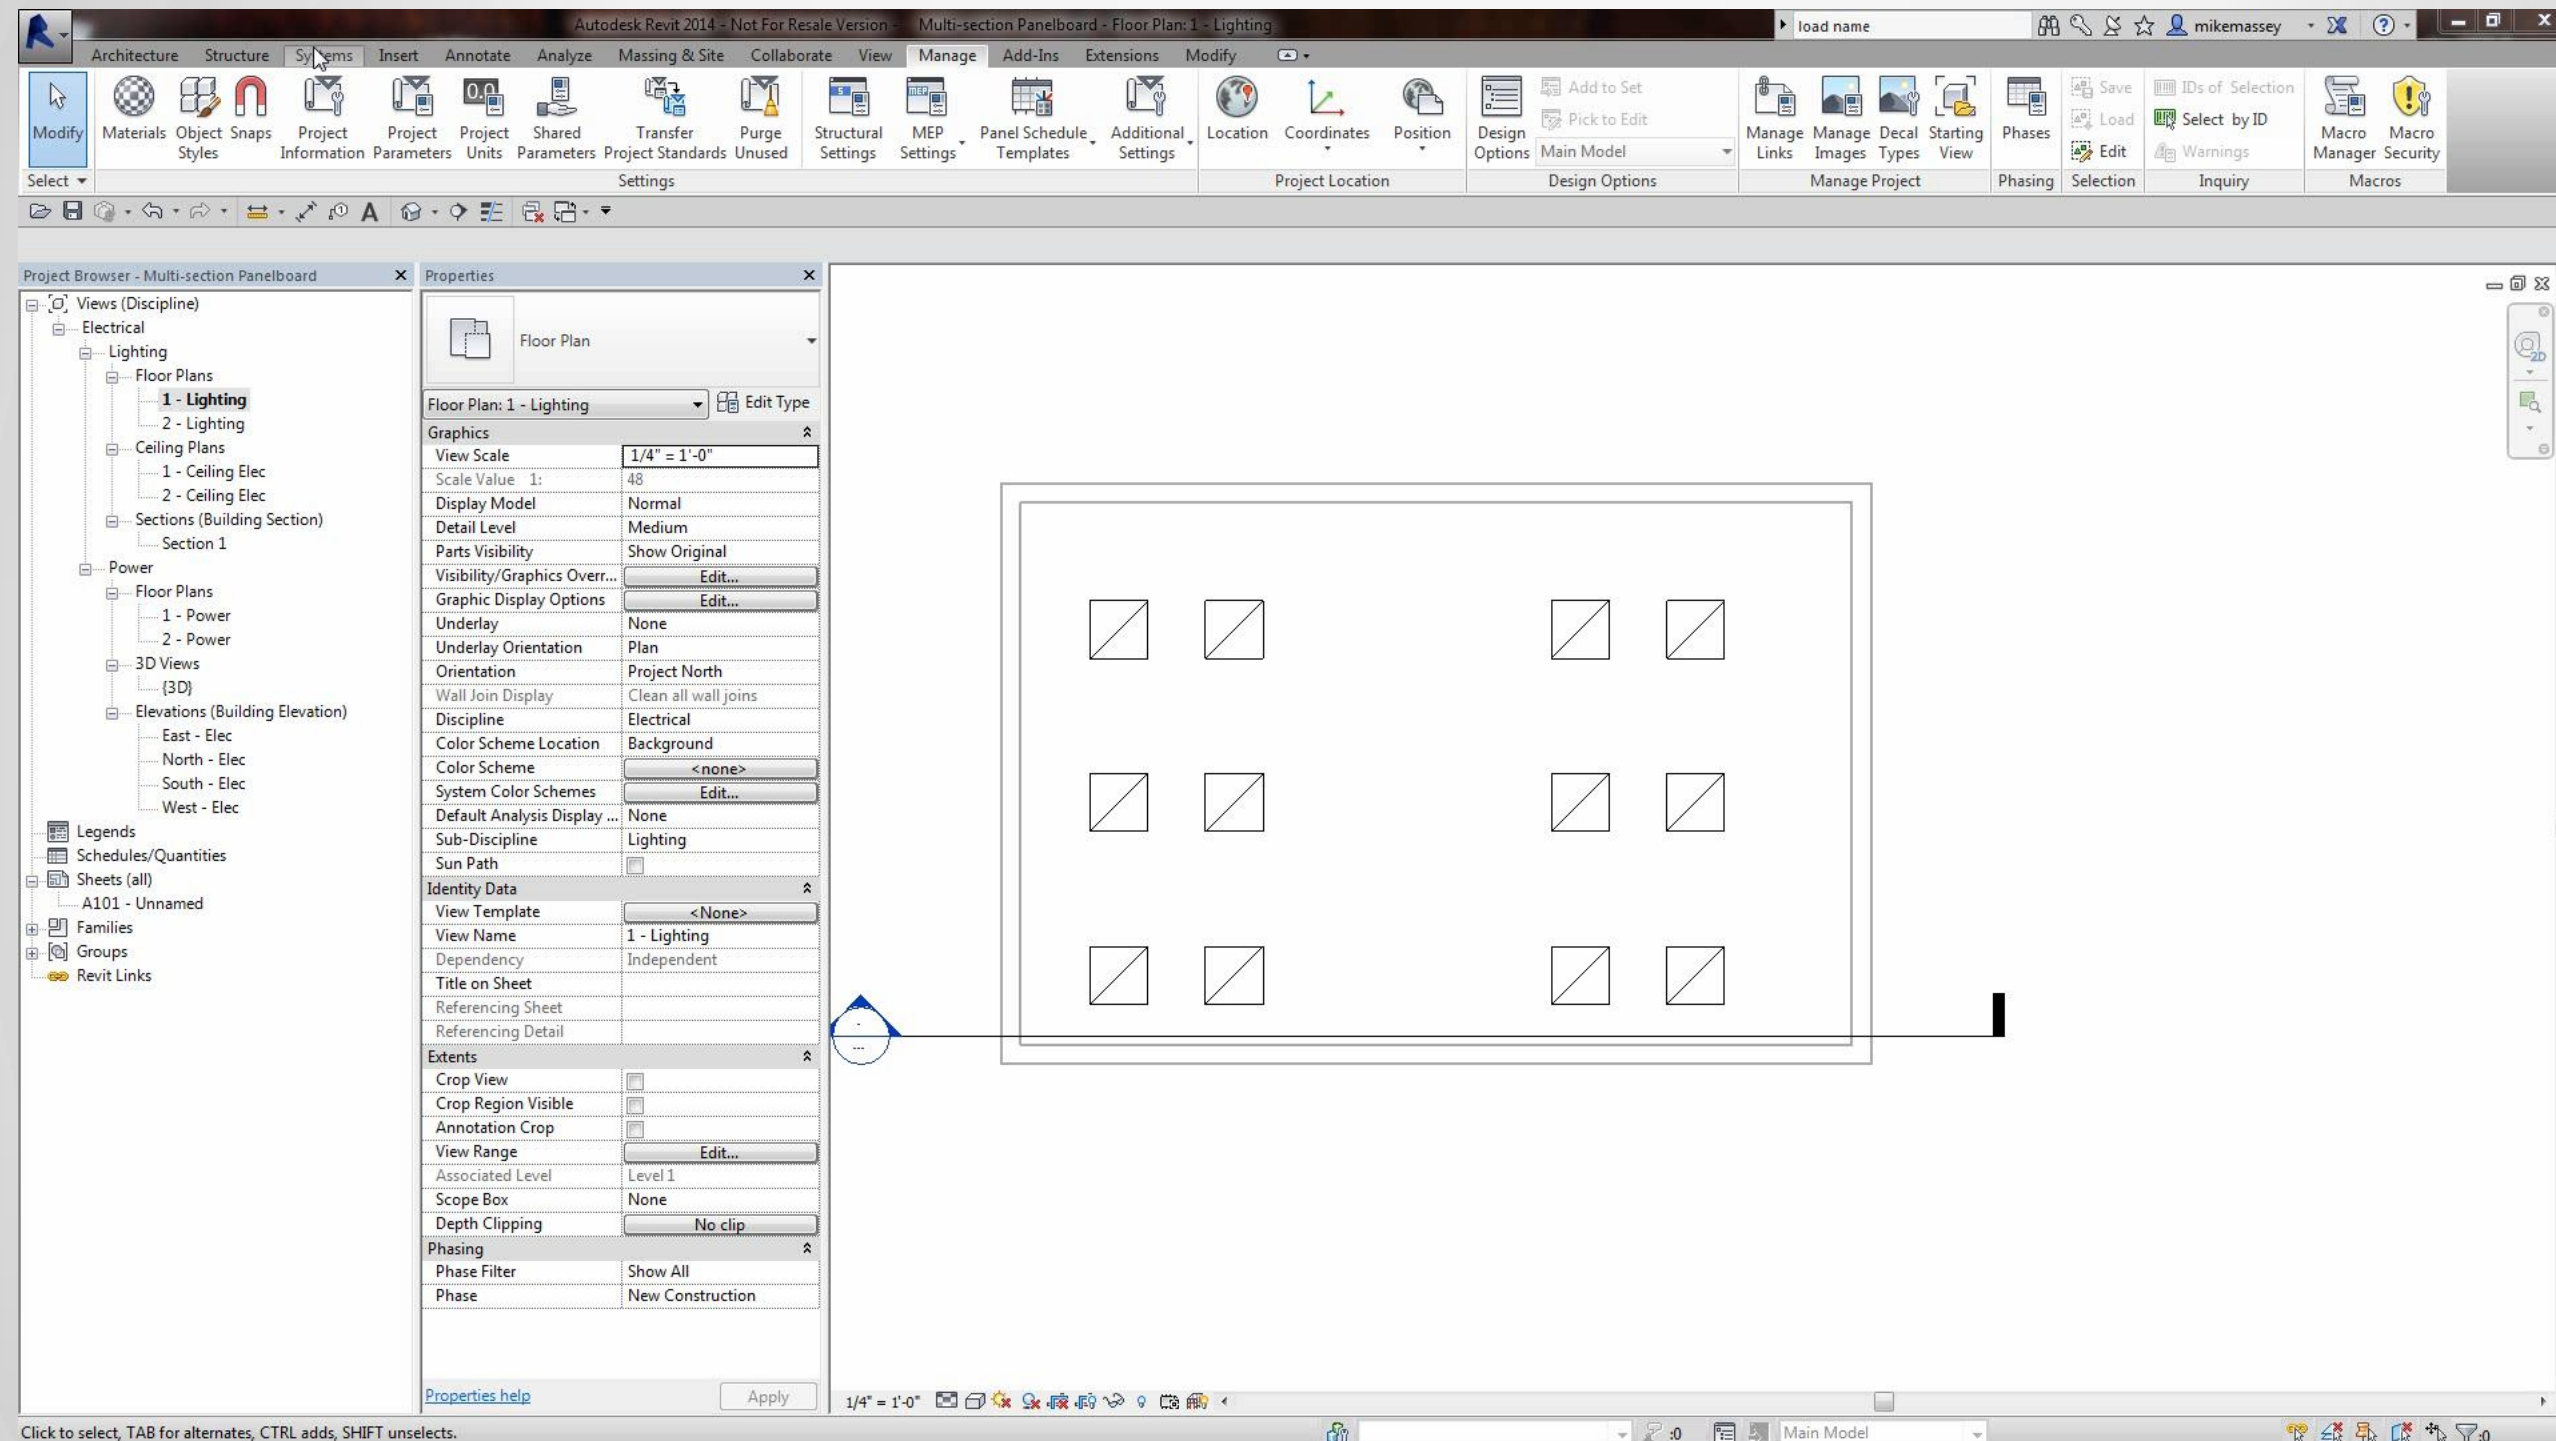 Autodesk Revit 2014 - Not For Resale Version - Multi-section Panelboard - Floor Plan: 1 - Lighting
load name
mikemassey
Architecture Structure Systems Insert Annotate Analyze Massing & Site Collaborate View Manage Add-Ins Extensions Modify
Modify
Materials
Object Styles
Snaps
Project Information
Project Parameters
Project Units
Shared Parameters
Transfer Project Standards
Purge Unused
Structural Settings
MEP Settings
Panel Schedule Templates
Additional Settings
Location
Coordinates
Position
Design Options
Add to Set
Pick to Edit
Main Model
Manage Links
Manage Images
Decal Types
Starting View
Phases
Save
Load
Edit
IDs of Selection
Select by ID
Warnings
Macro Manager
Macro Security
Select
Settings
Project Location
Design Options
Manage Project
Phasing
Selection
Inquiry
Macros
Project Browser - Multi-section Panelboard
Views (Discipline)
Electrical
Lighting
Floor Plans
1 - Lighting
2 - Lighting
Ceiling Plans
1 - Ceiling Elec
2 - Ceiling Elec
Sections (Building Section)
Section 1
Power
Floor Plans
1 - Power
2 - Power
3D Views
{3D}
Elevations (Building Elevation)
East - Elec
North - Elec
South - Elec
West - Elec
Legends
Schedules/Quantities
Sheets (all)
A101 - Unnamed
Families
Groups
Revit Links
Properties
Floor Plan
Floor Plan: 1 - Lighting
Edit Type
Graphics
View Scale 1/4" = 1'-0"
Scale Value 1: 48
Display Model Normal
Detail Level Medium
Parts Visibility Show Original
Visibility/Graphics Overr... Edit...
Graphic Display Options Edit...
Underlay None
Underlay Orientation Plan
Orientation Project North
Wall Join Display Clean all wall joins
Discipline Electrical
Color Scheme Location Background
Color Scheme <none>
System Color Schemes Edit...
Default Analysis Display ... None
Sub-Discipline Lighting
Sun Path
Identity Data
View Template <None>
View Name 1 - Lighting
Dependency Independent
Title on Sheet
Referencing Sheet
Referencing Detail
Extents
Crop View
Crop Region Visible
Annotation Crop
View Range Edit...
Associated Level Level 1
Scope Box None
Depth Clipping No clip
Phasing
Phase Filter Show All
Phase New Construction
Properties help
Apply
2D
1/4" = 1'-0"
Click to select, TAB for alternates, CTRL adds, SHIFT unselects.
:0
Main Model
:0